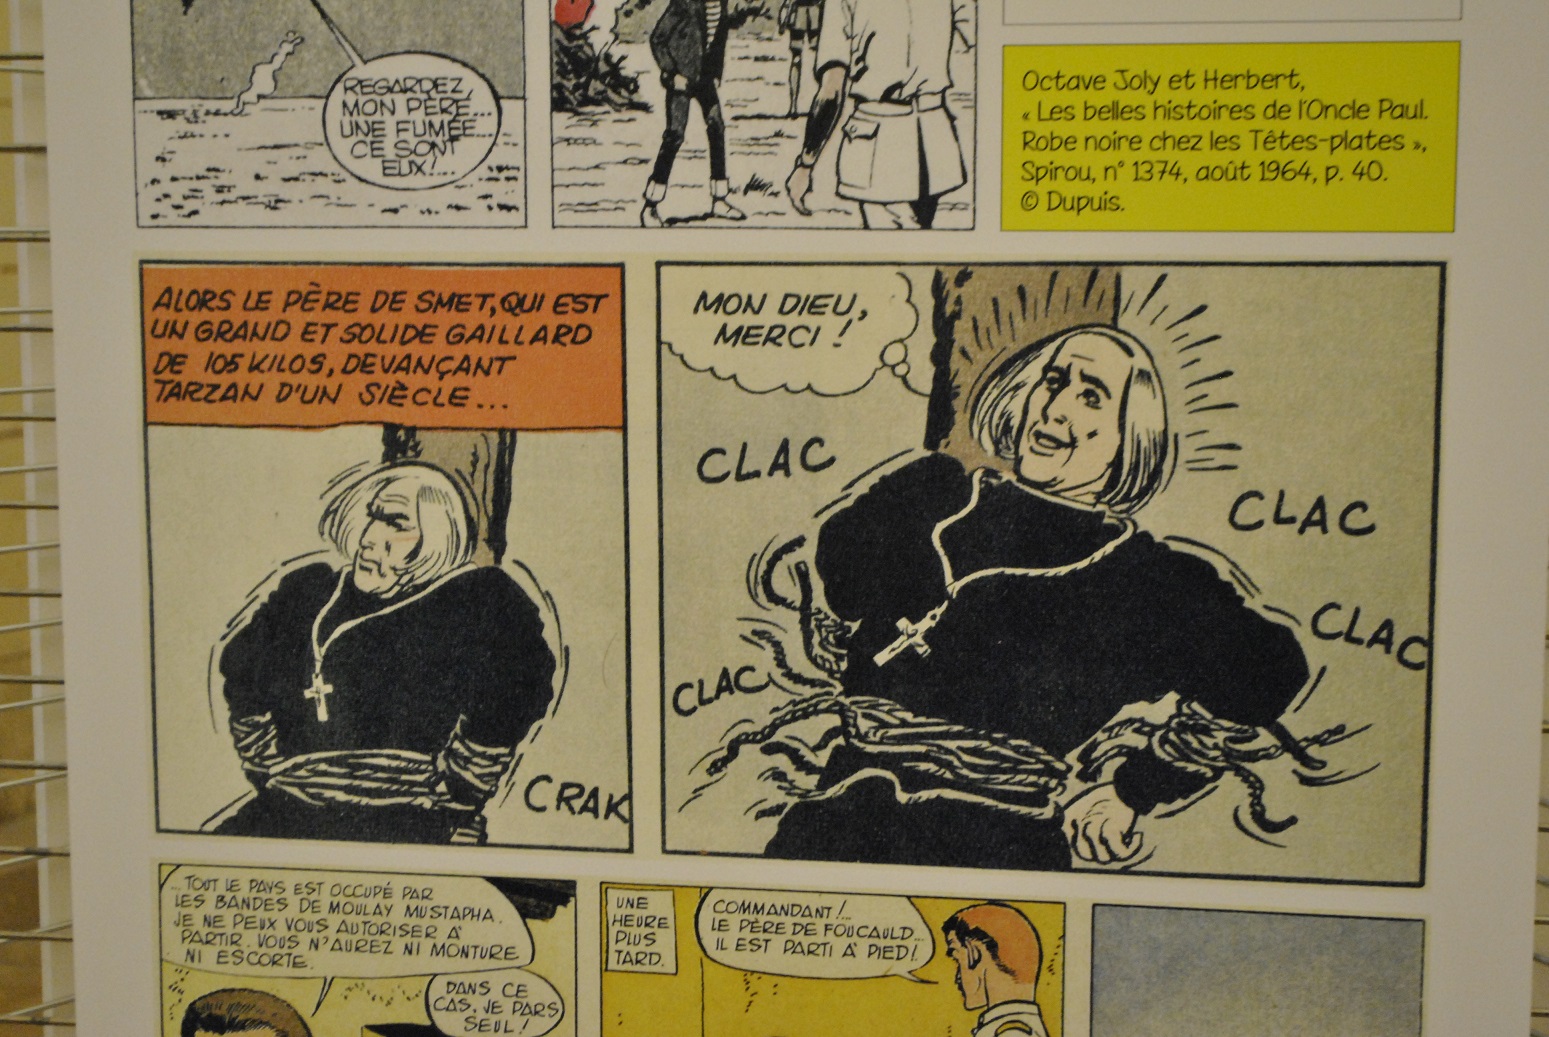 REGARDEZ,
MON PÈRE,
UNE FUMÉE
CE SONT
EUX!...
Octave Joly et Herbert,
« Les belles histoires de l'Oncle Paul.
Robe noire chez les Têtes-plates »,
Spirou, n° 1374, août 1964, p. 40.
© Dupuis.
ALORS LE PÈRE DE SMET, QUI EST
UN GRAND ET SOLIDE GAILLARD
DE 105 KILOS, DEVANÇANT
TARZAN D'UN SIÈCLE...
CRAK
MON DIEU,
MERCI !
CLAC
CLAC
CLAC
CLAC
...TOUT LE PAYS EST OCCUPÉ PAR
LES BANDES DE MOULAY MUSTAPHA.
JE NE PEUX VOUS AUTORISER À
PARTIR. VOUS N'AUREZ NI MONTURE
NI ESCORTE.
DANS CE
CAS, JE PARS
SEUL!
UNE
HEURE
PLUS
TARD.
COMMANDANT!..
LE PÈRE DE FOUCAULD...
IL EST PARTI À PIED!